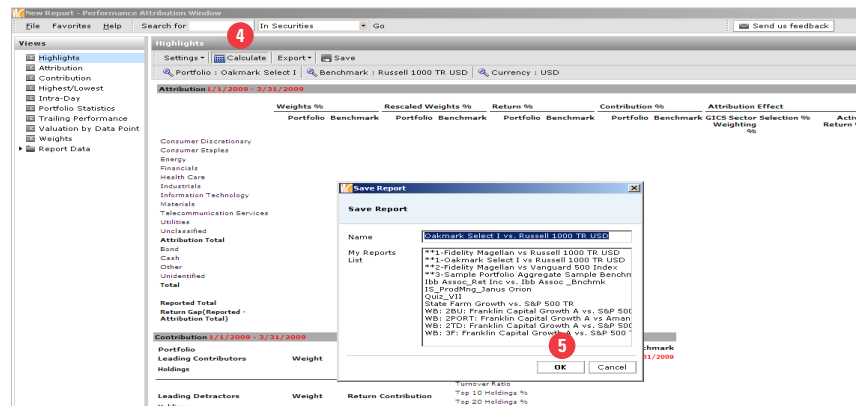 New Report - Performance Attribution Window
File Favorites Help Search for In Securities Go Send us feedback
4
Views
Highlights
Attribution
Contribution
Highest/Lowest
Intra-Day
Portfolio Statistics
Trailing Performance
Valuation by Data Point
Weights
Report Data
Highlights
Settings Calculate Export Save
Portfolio : Oakmark Select I Benchmark : Russell 1000 TR USD Currency : USD
Attribution 1/1/2009 - 3/31/2009
Weights % Rescaled Weights % Return % Contribution % Attribution Effect
Portfolio Benchmark Portfolio Benchmark Portfolio Benchmark Portfolio Benchmark GICS Sector Selection %
Weighting
%
Consumer Discretionary
Consumer Staples
Energy
Financials
Health Care
Industrials
Information Technology
Materials
Telecommunication Services
Utilities
Unclassified
Attribution Total
Bond
Cash
Other
Unidentified
Total
Reported Total
Return Gap(Reported -
Attribution Total)
Save Report
Save Report
Name Oakmark Select I vs. Russell 1000 TR USD
My Reports
List
**1-Fidelity Magellan vs Russell 1000 TR USD
**1-Oakmark Select I vs Russell 1000 TR USD
**2-Fidelity Magellan vs Vanguard 500 Index
**3-Sample Portfolio Aggregate Sample Benchm
Ibb Assoc_Ret Inc vs. Ibb Assoc _Bnchmk
IS_ProdMng_Janus Orion
Quiz_VII
State Farm Growth vs. S&P 500 TR
WB: 2BU: Franklin Capital Growth A vs. S&P 500
WB: 2PORT: Franklin Capital Growth A vs Aman
WB: 2TD: Franklin Capital Growth A vs. S&P 500
WB: 3F: Franklin Capital Growth A vs. S&P 500
5
OK Cancel
Contribution 1/1/2009 - 3/31/2009
Portfolio
Leading Contributors Weight
Holdings
Turnover Ratio
Top 10 Holdings %
Leading Detractors Weight Return Contribution
Top 20 Holdings %